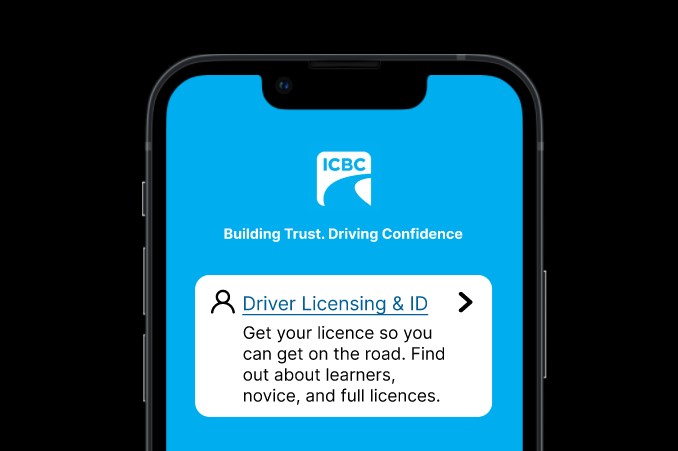 ICBC
Building Trust. Driving Confidence
Driver Licensing & ID
Get your licence so you
can get on the road. Find
out about learners,
novice, and full licences.